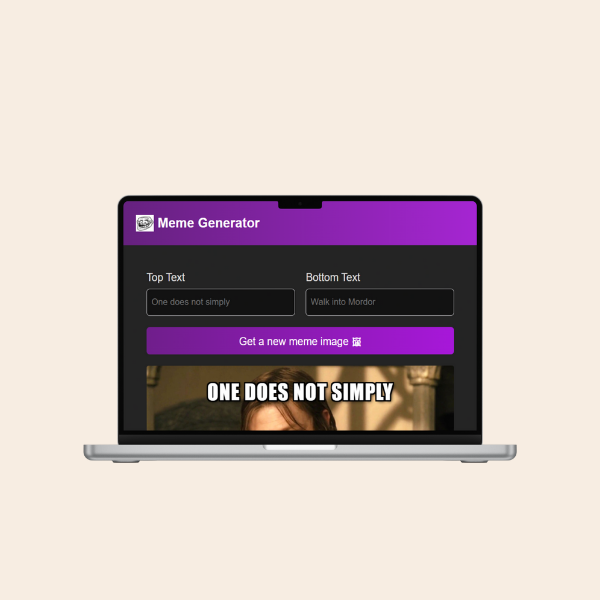 Meme Generator
Top Text
Bottom Text
One does not simply
Walk into Mordor
Get a new meme image 🖼
ONE DOES NOT SIMPLY